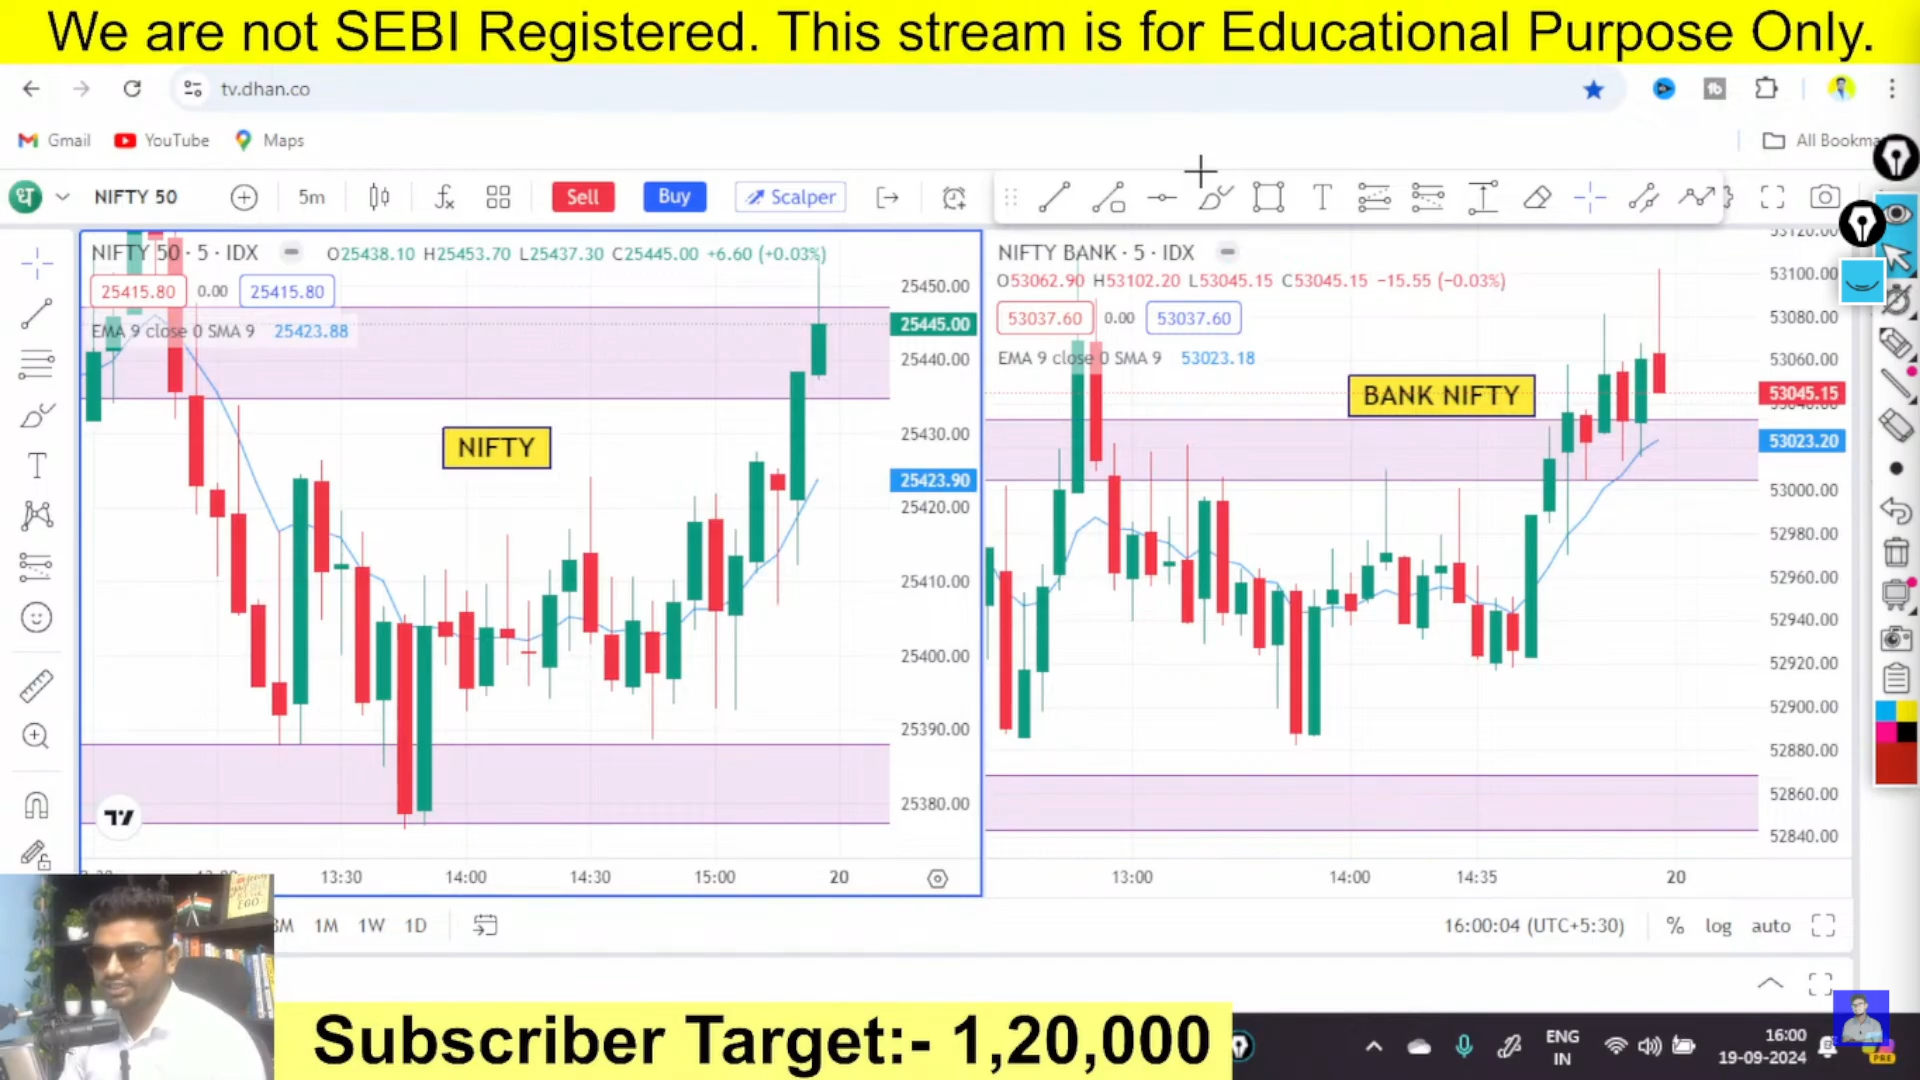 We are not SEBI Registered. This stream is for Educational Purpose Only.
tv.dhan.co
Gmail YouTube Maps
All Bookma
NIFTY 50 5m Sell Buy Scalper
NIFTY 50 · 5 · IDX O25438.10 H25453.70 L25437.30 C25445.00 +6.60 (+0.03%)
25415.80 0.00 25415.80
EMA 9 close 0 SMA 9 25423.88
NIFTY
25450.00
25445.00
25440.00
25430.00
25423.90
25420.00
25410.00
25400.00
25390.00
25380.00
13:30 14:00 14:30 15:00 20
NIFTY BANK · 5 · IDX
O53062.90 H53102.20 L53045.15 C53045.15 −15.55 (−0.03%)
53037.60 0.00 53037.60
EMA 9 close 0 SMA 9 53023.18
BANK NIFTY
53120.00
53100.00
53080.00
53060.00
53045.15
53040.00
53023.20
53000.00
52980.00
52960.00
52940.00
52920.00
52900.00
52880.00
52860.00
52840.00
13:00 14:00 14:35 20
3M 1M 1W 1D
16:00:04 (UTC+5:30) % log auto
EGO
Subscriber Target:- 1,20,000
ENG
IN
16:00
19-09-2024
PRE